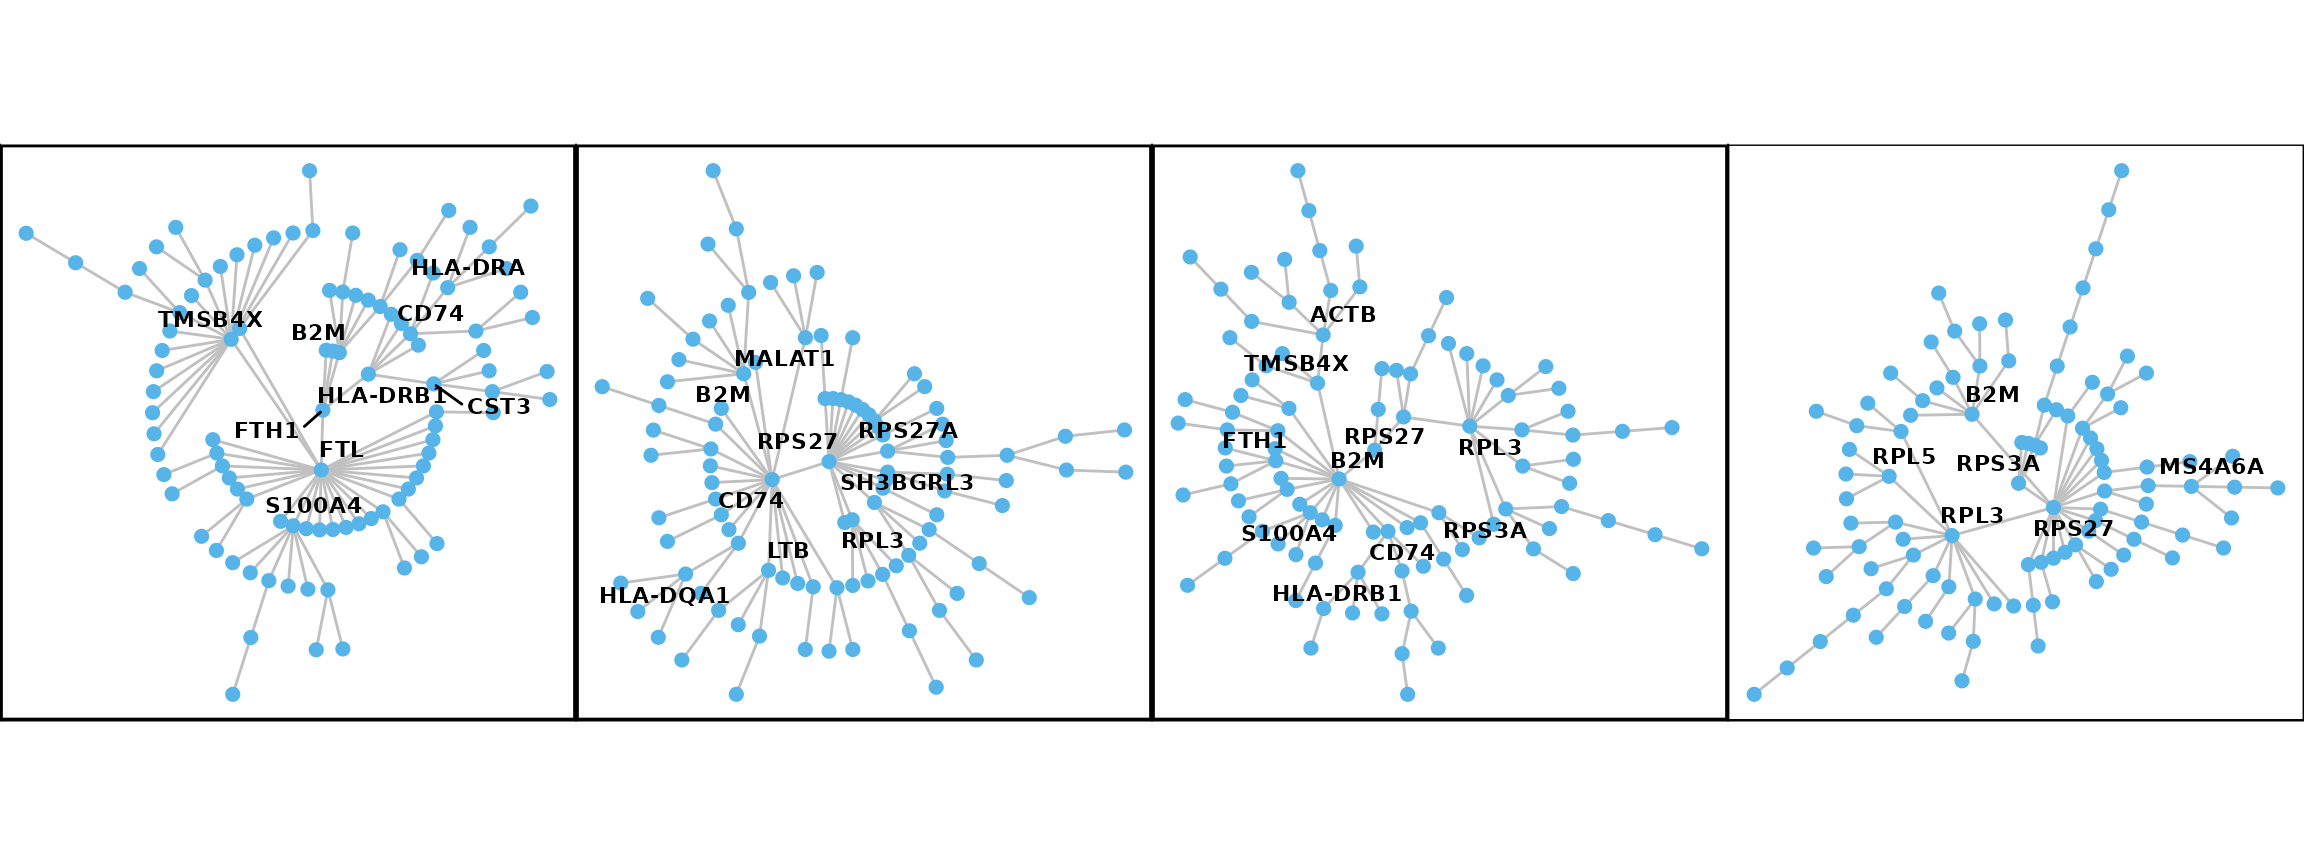 HLA-DRA
CD74
TMSB4X
B2M
HLA-DRB1
CST3
FTH1
FTL
S100A4
MALAT1
B2M
RPS27A
RPS27
SH3BGRL3
CD74
RPL3
LTB
HLA-DQA1
ACTB
TMSB4X
FTH1
RPS27
RPL3
B2M
S100A4
RPS3A
CD74
HLA-DRB1
B2M
RPL5
RPS3A
MS4A6A
RPL3
RPS27